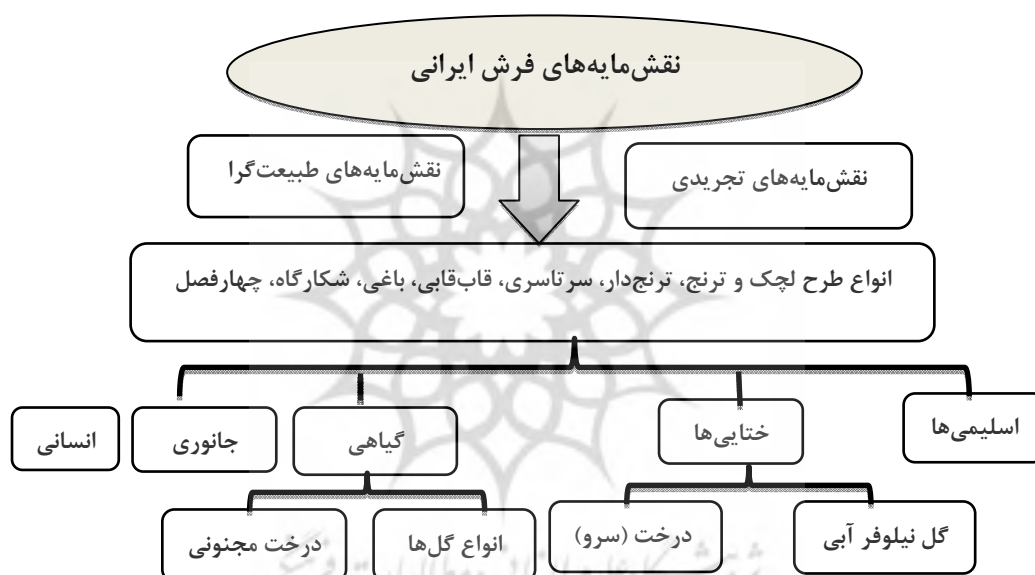 نقش‌مایه‌های فرش ایرانی
نقش‌مایه‌های تجریدی
نقش‌مایه‌های طبیعت‌گرا
انواع طرح لچک و ترنج، ترنج‌دار، سرتاسری، قاب‌قابی، باغی، شکارگاه، چهارفصل
اسلیمی‌ها
ختایی‌ها
گیاهی
جانوری
انسانی
گل نیلوفر آبی
درخت (سرو)
انواع گل‌ها
درخت مجنونی